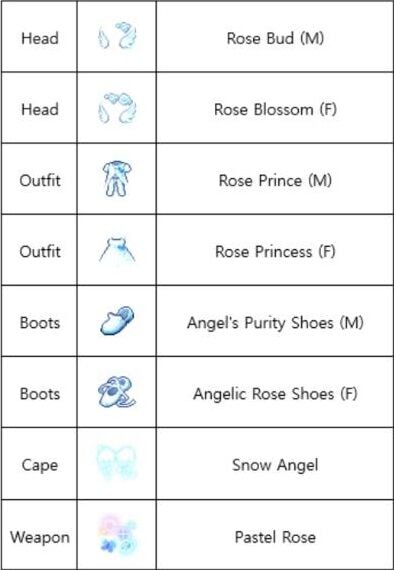 Head Rose Bud (M)
Head Rose Blossom (F)
Outfit Rose Prince (M)
Outfit Rose Princess (F)
Boots Angel's Purity Shoes (M)
Boots Angelic Rose Shoes (F)
Cape Snow Angel
Weapon Pastel Rose